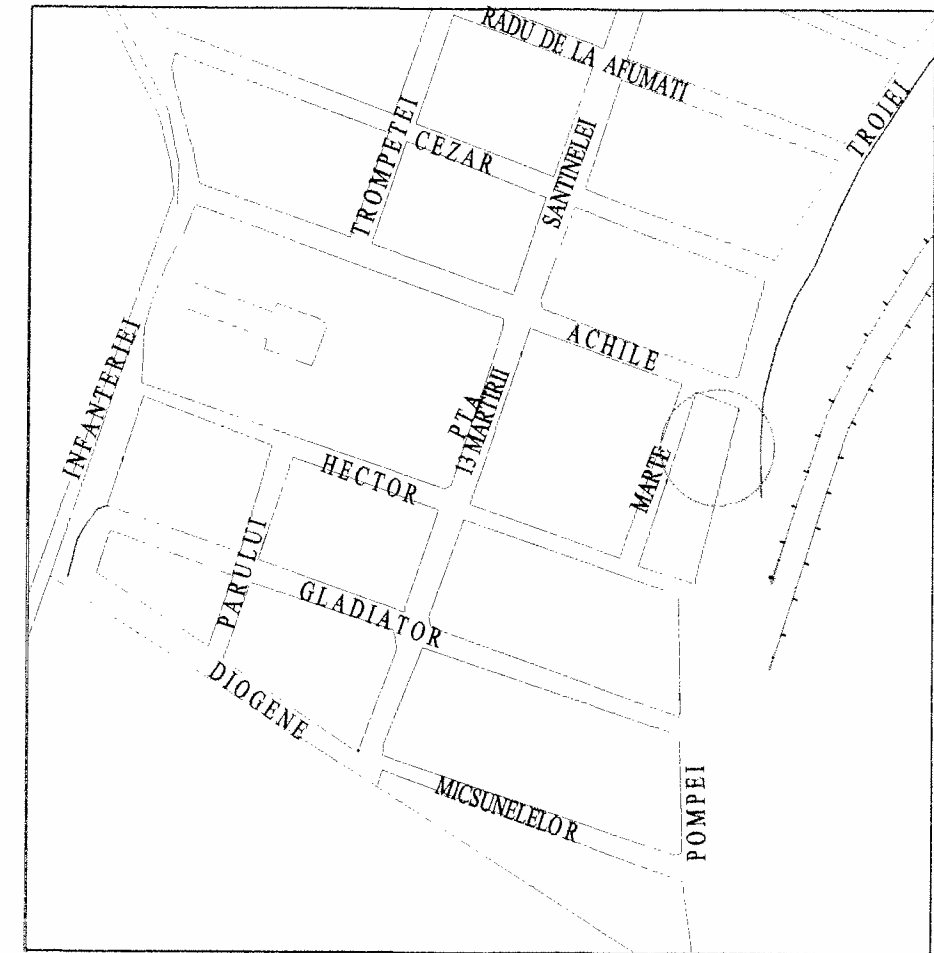 RADU DE LA AFUMATI
TROIEI
TROMPETEI
CEZAR
SANTINELEI
ACHILE
INFANTERIEI
PTA
13 MARTIRII
HECTOR
MARTE
PARULUI
GLADIATOR
DIOGENE
MICSUNELELOR
POMPEI